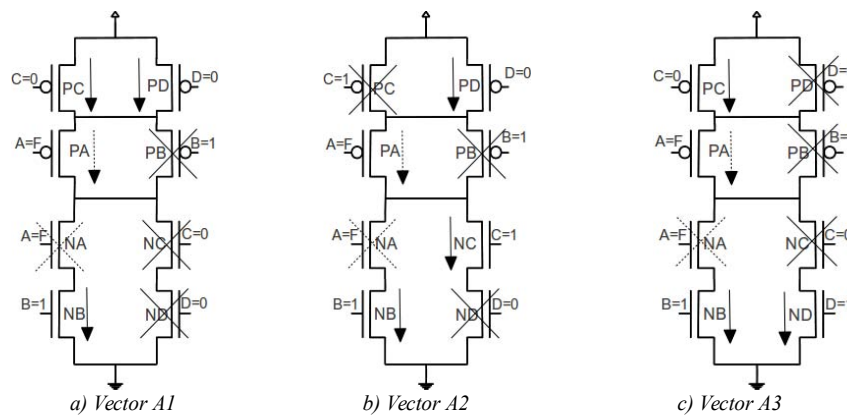 C=0 PC PD D=0
A=F PA PB B=1
A=F NA NC C=0
B=1 NB ND D=0
a) Vector A1
C=1 PC PD D=0
A=F PA PB B=1
A=F NA NC C=1
B=1 NB ND D=0
b) Vector A2
C=0 PC PD D=
A=F PA PB B=
A=F NA NC C=0
B=1 NB ND D=1
c) Vector A3